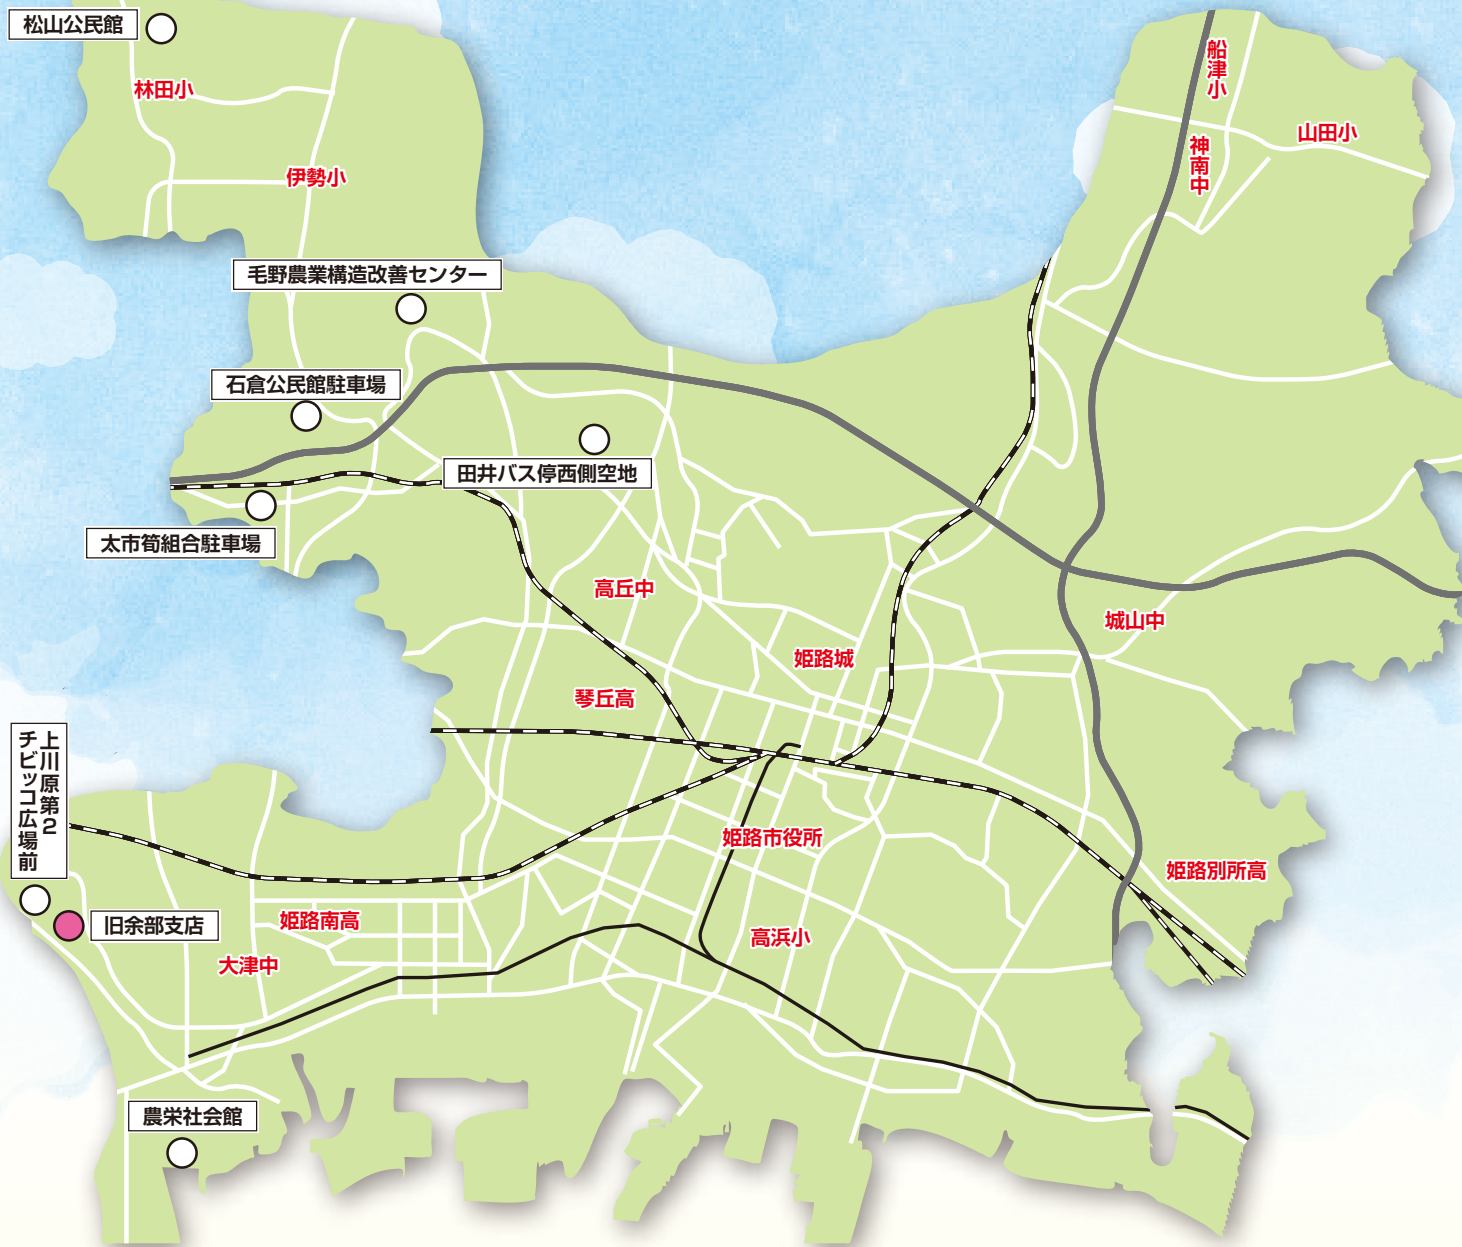 松山公民館
林田小
伊勢小
船津小
山田小
神南中
毛野農業構造改善センター
石倉公民館駐車場
田井バス停西側空地
太市筍組合駐車場
高丘中
城山中
姫路城
琴丘高
上川原第2
チビッコ広場前
姫路市役所
姫路別所高
旧余部支店
姫路南高
高浜小
大津中
農栄社会館